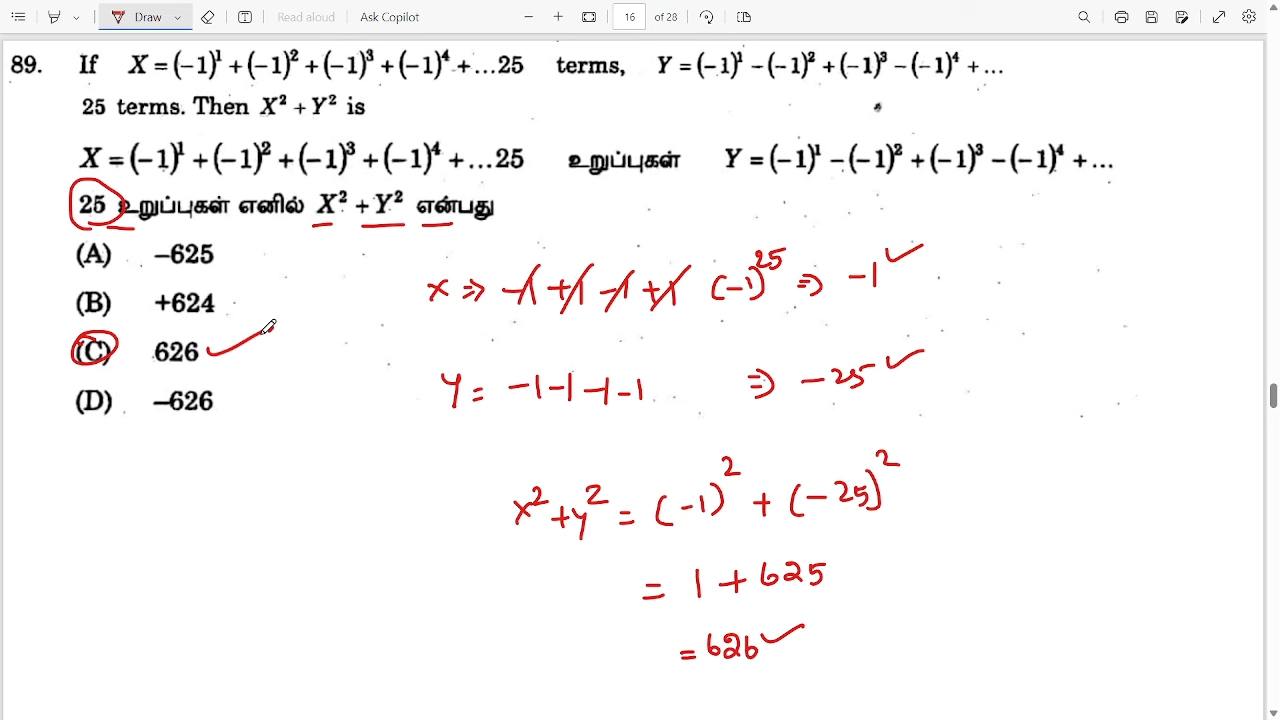 Draw Read aloud Ask Copilot 16 of 28
89. If X = (−1)¹ + (−1)² + (−1)³ + (−1)⁴ + ...25 terms, Y = (−1)¹ − (−1)² + (−1)³ − (−1)⁴ + ...
25 terms. Then X² + Y² is
X = (−1)¹ + (−1)² + (−1)³ + (−1)⁴ + ...25 உறுப்புகள் Y = (−1)¹ − (−1)² + (−1)³ − (−1)⁴ + ...
25 உறுப்புகள் எனில் X² + Y² என்பது
(A) −625
(B) +624
(C) 626
(D) −626
x ⇒ −1 +1 −1 +1 (−1)²⁵ ⇒ −1 ✓
y = −1−1−1−1 ⇒ −25 ✓
x² + y² = (−1)² + (−25)²
= 1 + 625
= 626 ✓